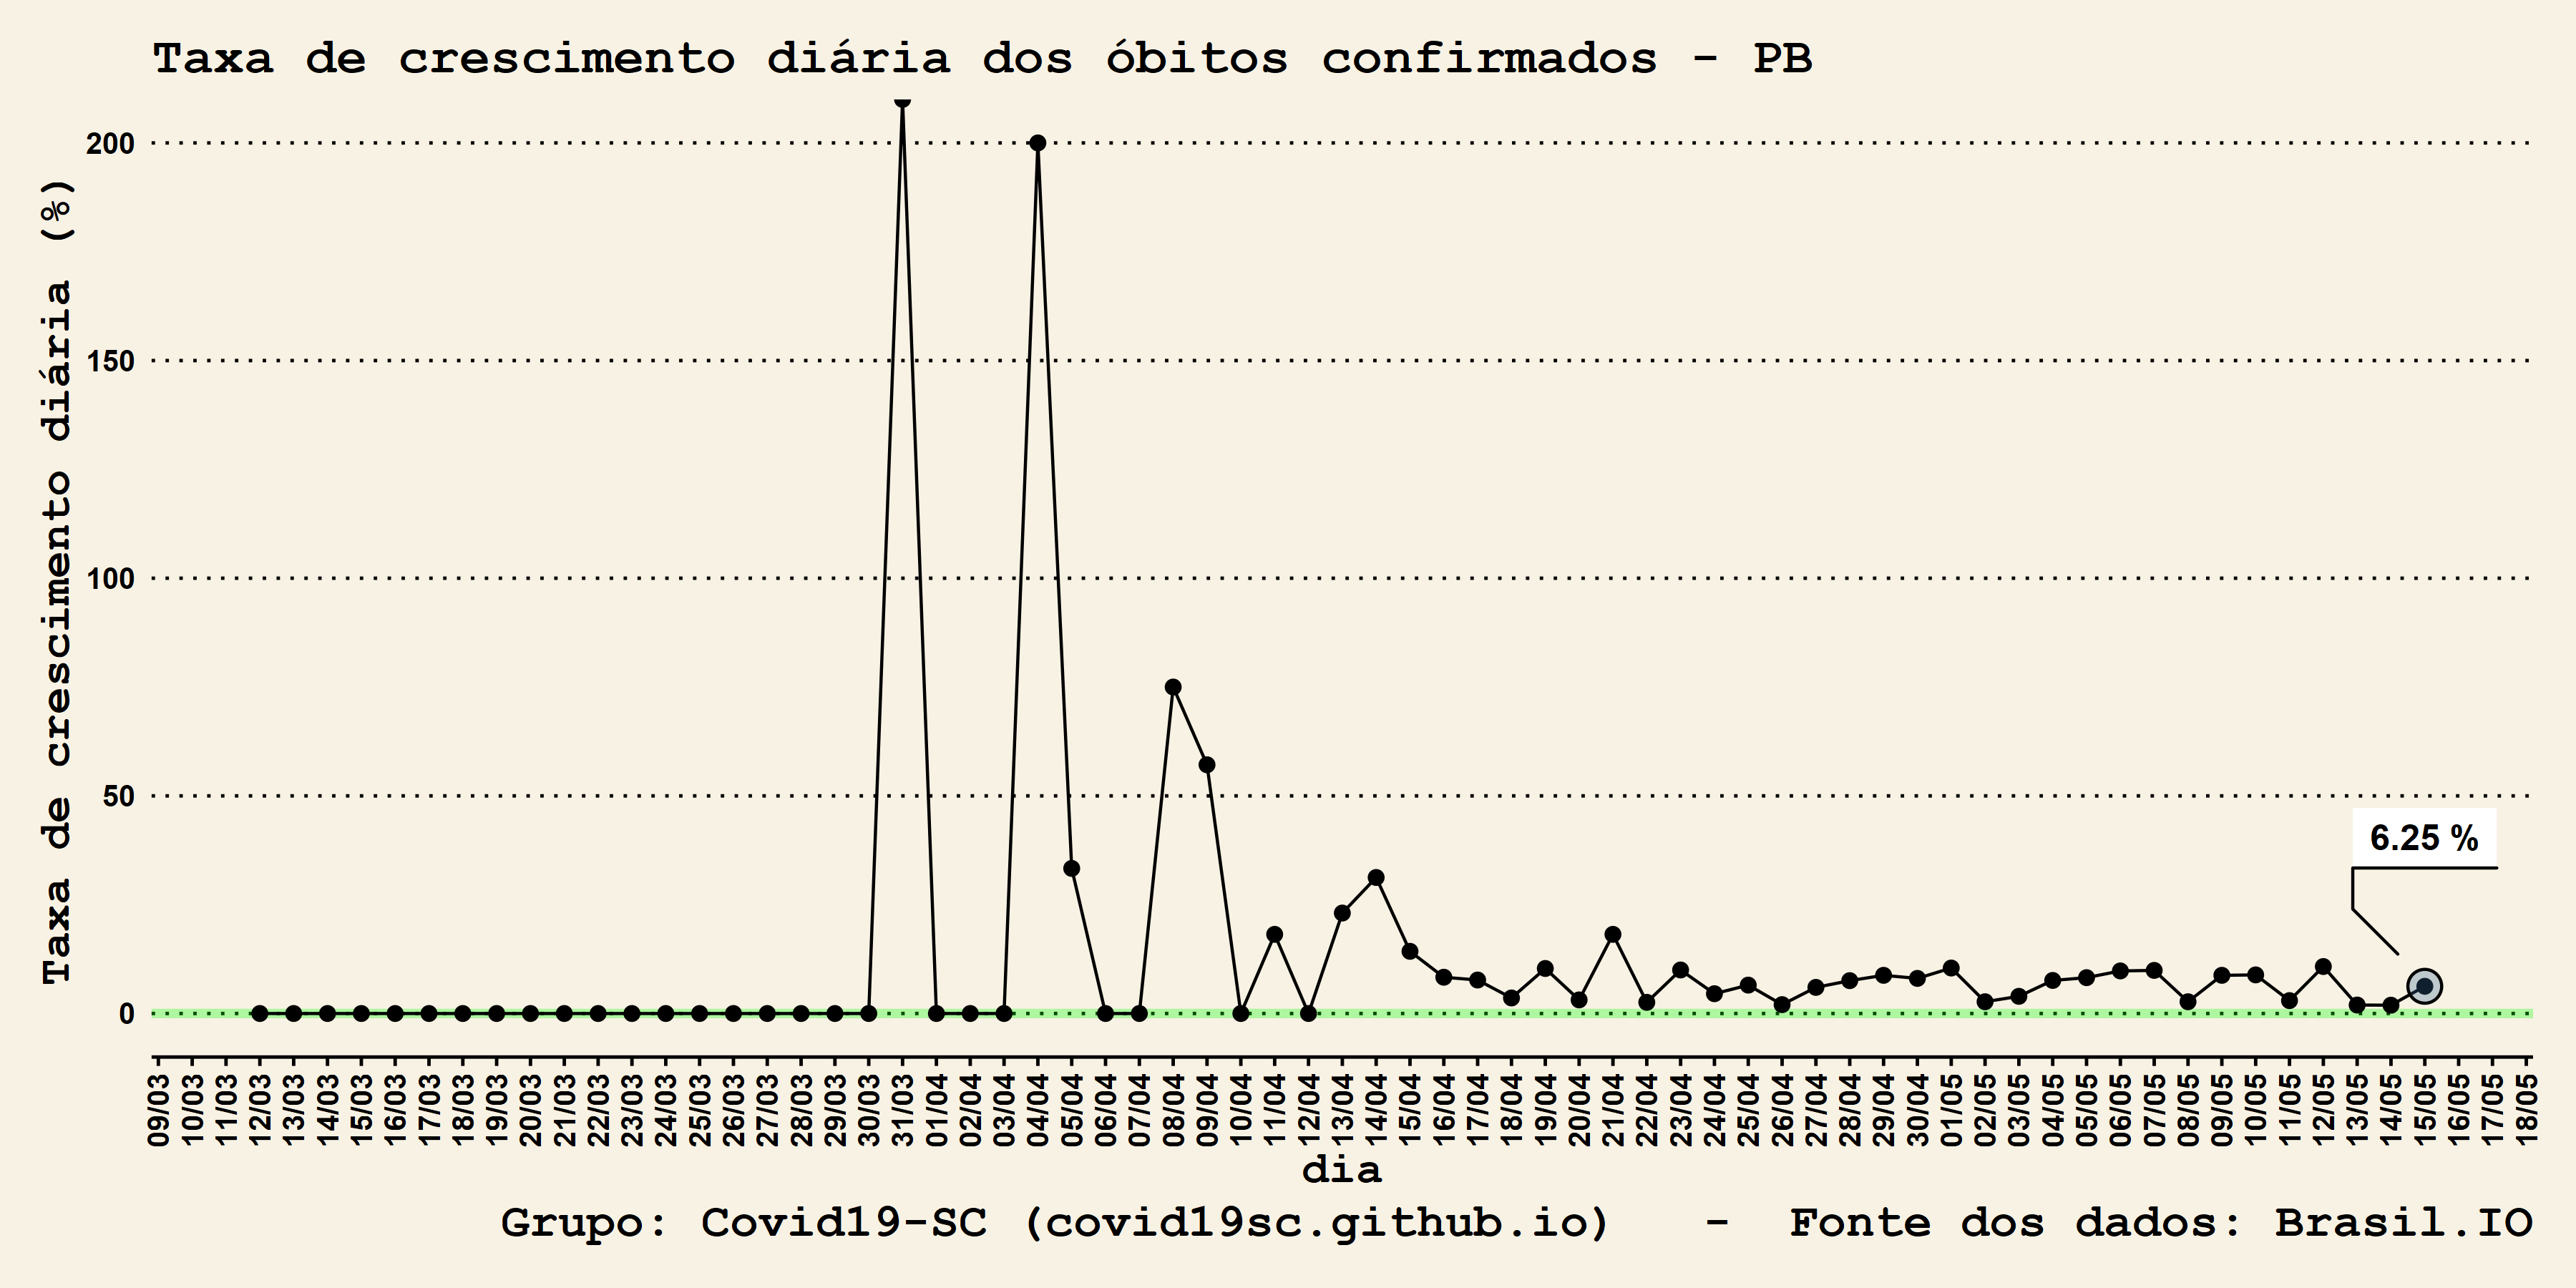 Taxa de crescimento diária dos óbitos confirmados - PB
Taxa de crescimento diária (%)
200
150
100
50
0
6.25 %
09/03 10/03 11/03 12/03 13/03 14/03 15/03 16/03 17/03 18/03 19/03 20/03 21/03 22/03 23/03 24/03 25/03 26/03 27/03 28/03 29/03 30/03 31/03 01/04 02/04 03/04 04/04 05/04 06/04 07/04 08/04 09/04 10/04 11/04 12/04 13/04 14/04 15/04 16/04 17/04 18/04 19/04 20/04 21/04 22/04 23/04 24/04 25/04 26/04 27/04 28/04 29/04 30/04 01/05 02/05 03/05 04/05 05/05 06/05 07/05 08/05 09/05 10/05 11/05 12/05 13/05 14/05 15/05 16/05 17/05 18/05
dia
Grupo: Covid19-SC (covid19sc.github.io) - Fonte dos dados: Brasil.IO